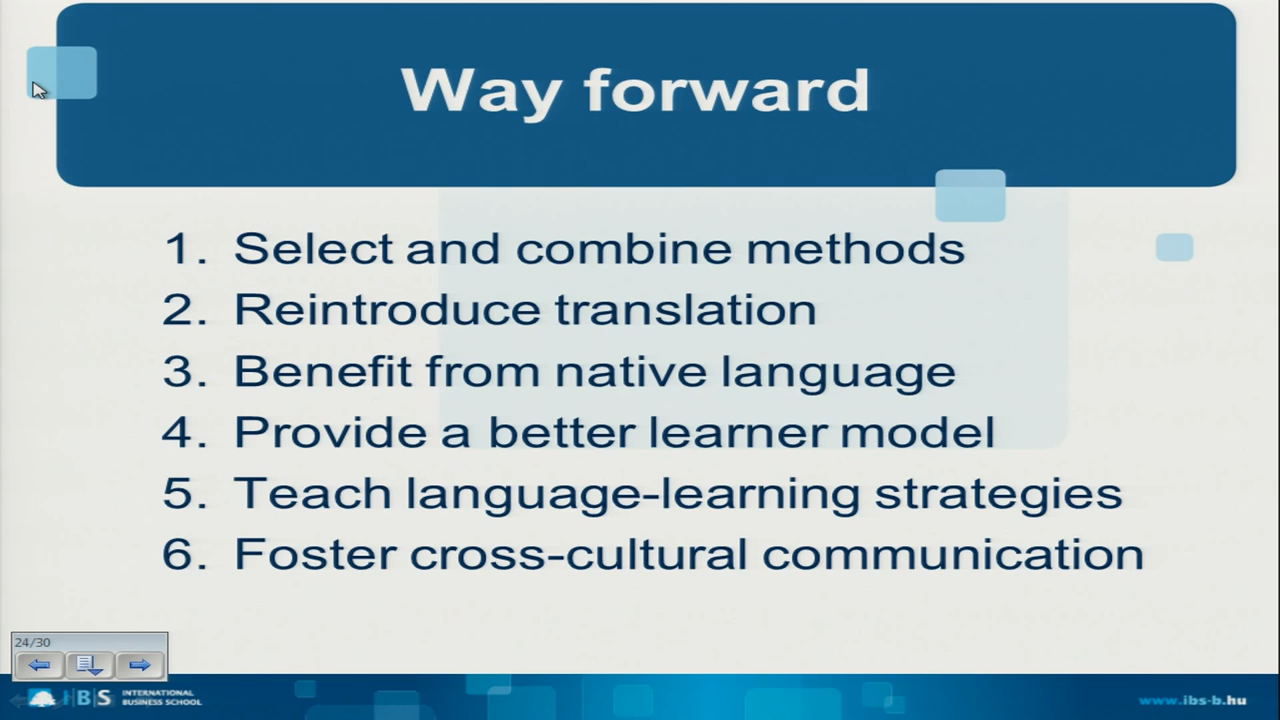 Way forward
1. Select and combine methods
2. Reintroduce translation
3. Benefit from native language
4. Provide a better learner model
5. Teach language-learning strategies
6. Foster cross-cultural communication
24/30
IBS INTERNATIONAL
BUSINESS SCHOOL
www.ibs-b.hu